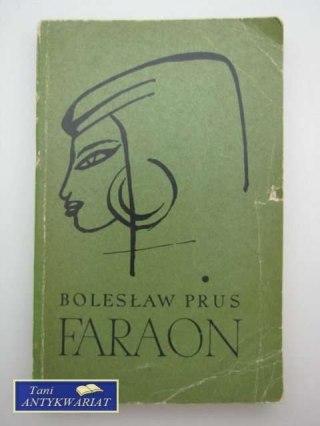 BOLESŁAW PRUS
FARAON
Tani
ANTYKWARIAT